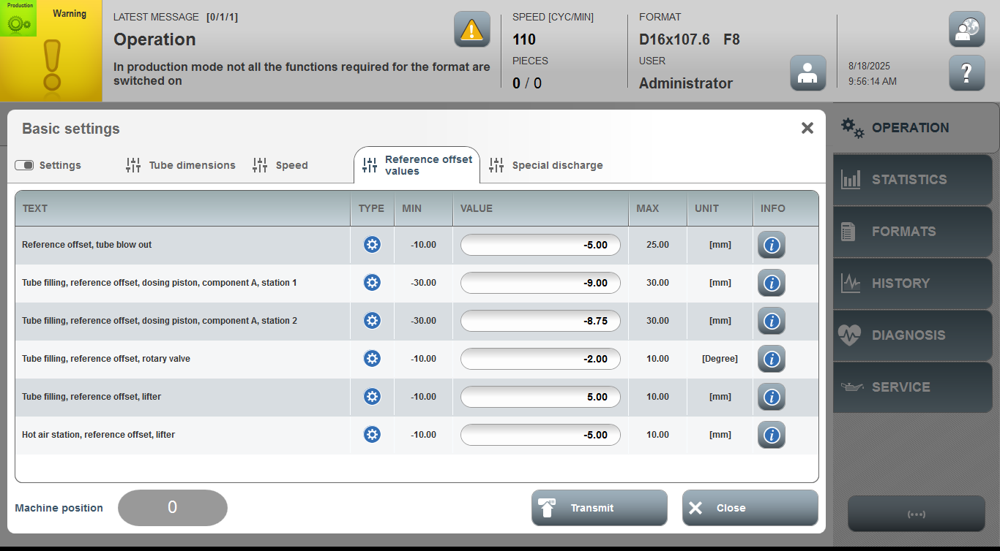 Production
Warning
LATEST MESSAGE [0/1/1]
Operation
In production mode not all the functions required for the format are
switched on
SPEED [CYC/MIN]
110
PIECES
0 / 0
FORMAT
D16x107.6 F8
USER
Administrator
8/18/2025
9:56:14 AM
?
Basic settings
Settings
Tube dimensions
Speed
Reference offset
values
Special discharge
TEXT TYPE MIN VALUE MAX UNIT INFO
Reference offset, tube blow out -10.00 -5.00 25.00 [mm] i
Tube filling, reference offset, dosing piston, component A, station 1 -30.00 -9.00 30.00 [mm] i
Tube filling, reference offset, dosing piston, component A, station 2 -30.00 -8.75 30.00 [mm] i
Tube filling, reference offset, rotary valve -10.00 -2.00 10.00 [Degree] i
Tube filling, reference offset, lifter -10.00 5.00 10.00 [mm] i
Hot air station, reference offset, lifter -10.00 -5.00 10.00 [mm] i
Machine position 0
Transmit
Close
OPERATION
STATISTICS
FORMATS
HISTORY
DIAGNOSIS
SERVICE
(•••)